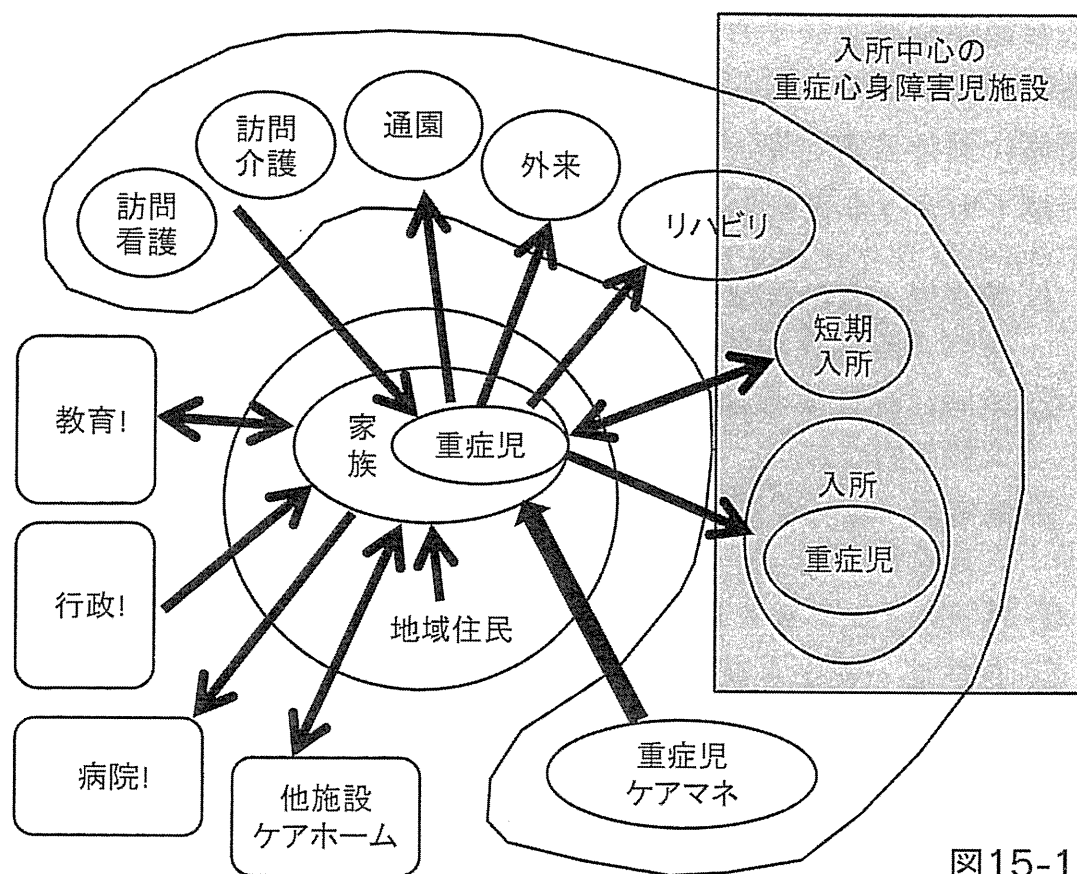 入所中心の
重症心身障害児施設
訪問
看護
訪問
介護
通園
外来
リハビリ
短期
入所
入所
重症児
家
族
重症児
地域住民
教育!
行政!
病院!
他施設
ケアホーム
重症児
ケアマネ
図15-1